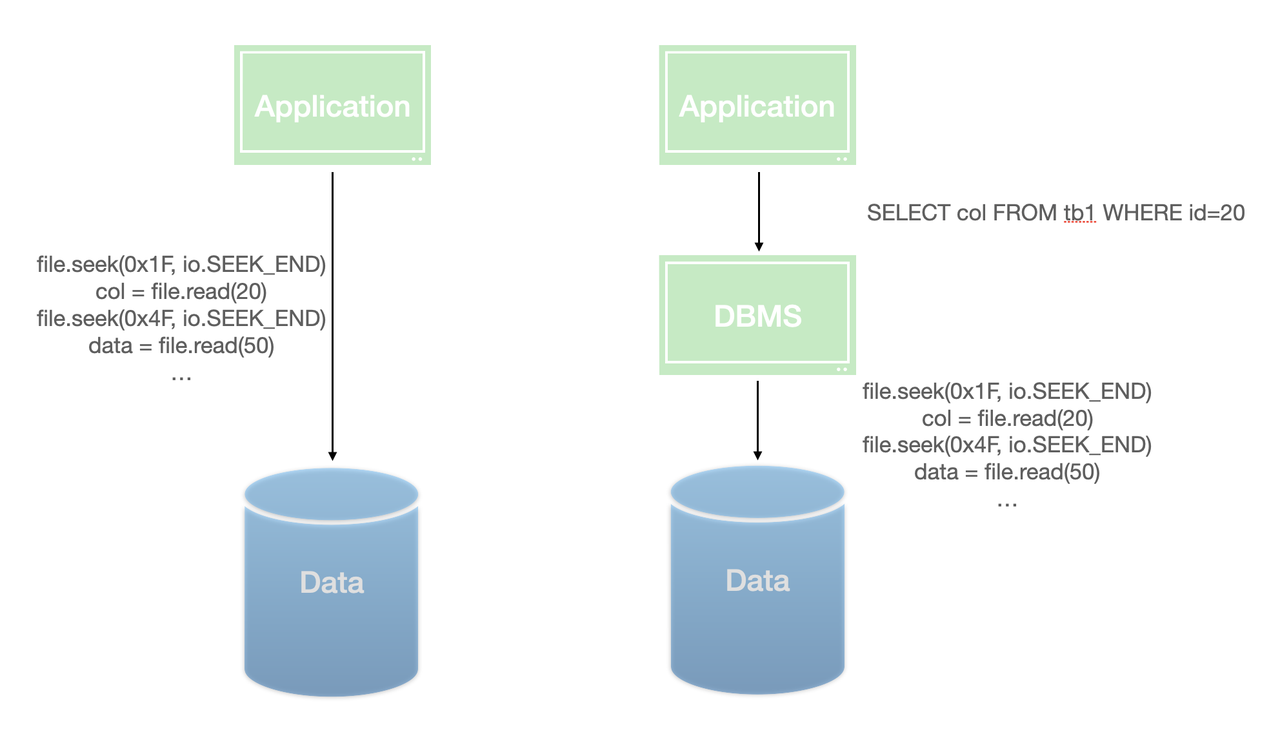 Application
file.seek(0x1F, io.SEEK_END)
col = file.read(20)
file.seek(0x4F, io.SEEK_END)
data = file.read(50)
...
Data
Application
SELECT col FROM tb1 WHERE id=20
DBMS
file.seek(0x1F, io.SEEK_END)
col = file.read(20)
file.seek(0x4F, io.SEEK_END)
data = file.read(50)
...
Data